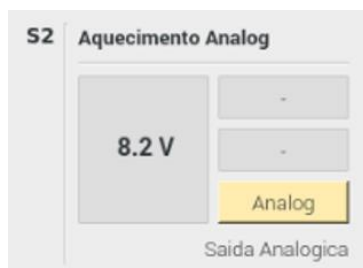 S2 Aquecimento Analog
-
8.2 V
-
Analog
Saida Analogica